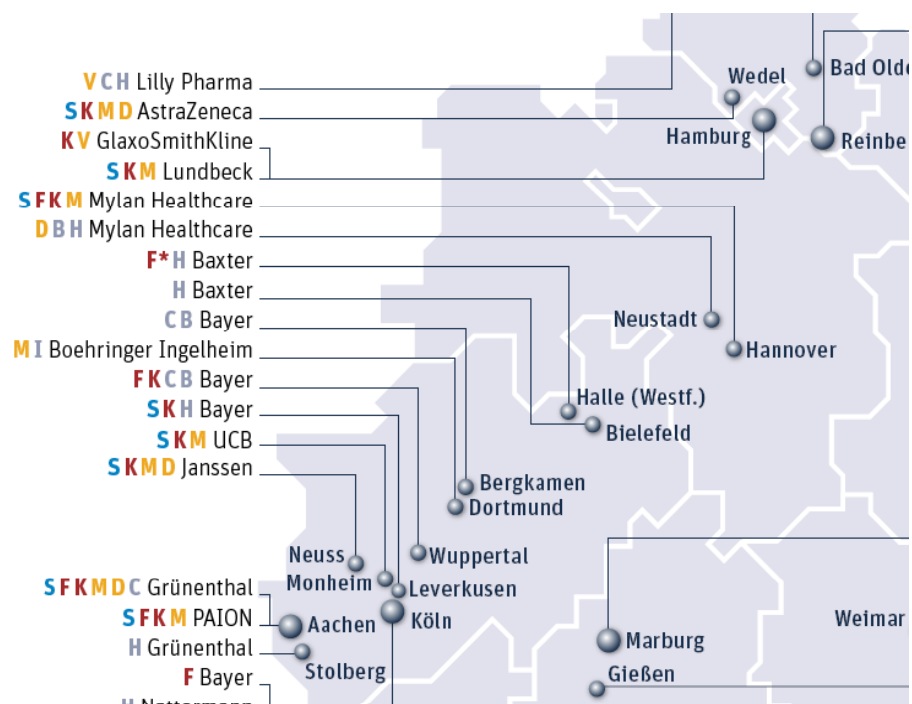 V C H Lilly Pharma
S K M D AstraZeneca
K V GlaxoSmithKline
S K M Lundbeck
S F K M Mylan Healthcare
D B H Mylan Healthcare
F* H Baxter
H Baxter
C B Bayer
M I Boehringer Ingelheim
F K C B Bayer
S K H Bayer
S K M UCB
S K M D Janssen
S F K M D C Grünenthal
S F K M PAION
H Grünenthal
F Bayer
Wedel
Bad
Hamburg
Neustadt
Hannover
Halle (Westf.)
Bielefeld
Bergkamen
Dortmund
Neuss
Wuppertal
Monheim
Leverkusen
Köln
Aachen
Stolberg
Weimar
Marburg
Gießen